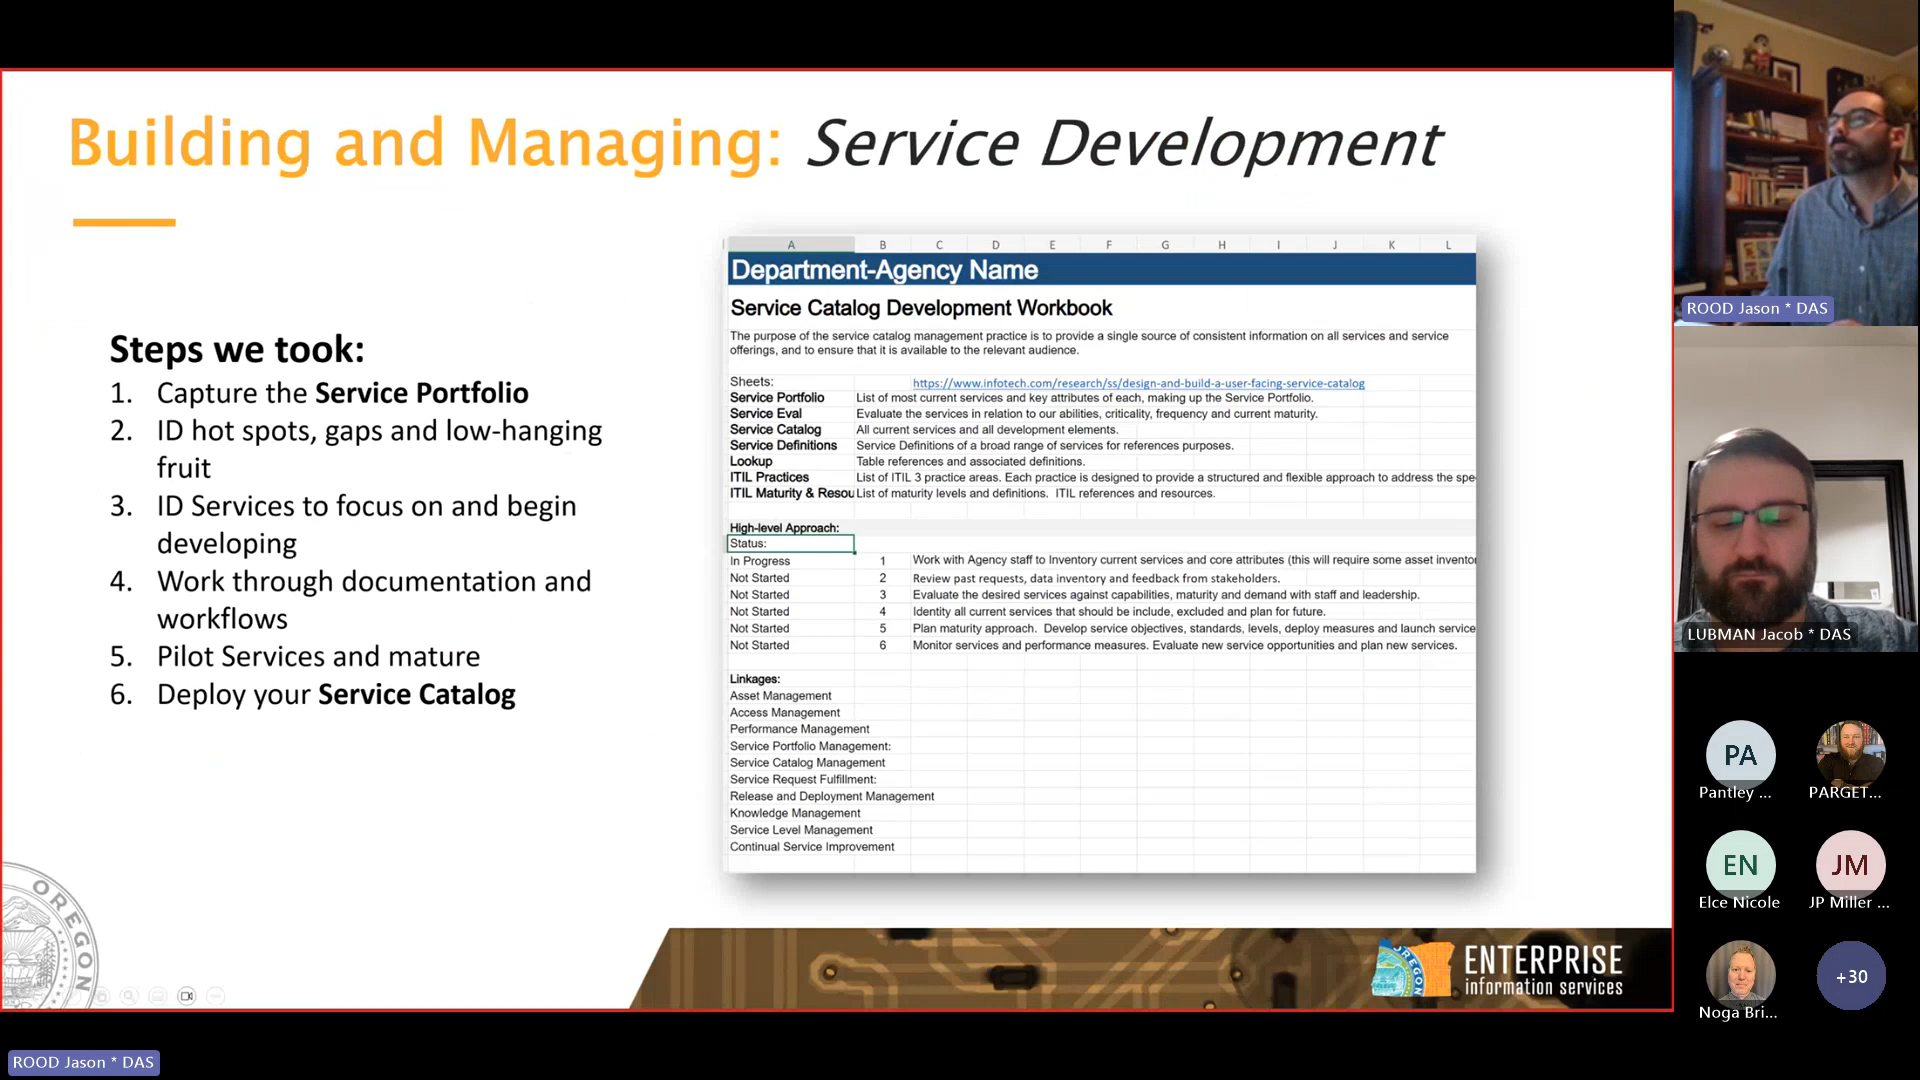 Building and Managing: Service Development
Steps we took:
1. Capture the Service Portfolio
2. ID hot spots, gaps and low-hanging
fruit
3. ID Services to focus on and begin
developing
4. Work through documentation and
workflows
5. Pilot Services and mature
6. Deploy your Service Catalog
A B C D E F G H I J K L
Department-Agency Name
Service Catalog Development Workbook
The purpose of the service catalog management practice is to provide a single source of consistent information on all services and service
offerings, and to ensure that it is available to the relevant audience.
Sheets: https://www.infotech.com/research/ss/design-and-build-a-user-facing-service-catalog
Service Portfolio List of most current services and key attributes of each, making up the Service Portfolio.
Service Eval Evaluate the services in relation to our abilities, criticality, frequency and current maturity.
Service Catalog All current services and all development elements.
Service Definitions Service Definitions of a broad range of services for references purposes.
Lookup Table references and associated definitions.
ITIL Practices List of ITIL 3 practice areas. Each practice is designed to provide a structured and flexible approach to address the spe
ITIL Maturity & Resou List of maturity levels and definitions. ITIL references and resources.
High-level Approach:
Status:
In Progress 1 Work with Agency staff to Inventory current services and core attributes (this will require some asset inventor
Not Started 2 Review past requests, data inventory and feedback from stakeholders.
Not Started 3 Evaluate the desired services against capabilities, maturity and demand with staff and leadership.
Not Started 4 Identity all current services that should be include, excluded and plan for future.
Not Started 5 Plan maturity approach. Develop service objectives, standards, levels, deploy measures and launch service
Not Started 6 Monitor services and performance measures. Evaluate new service opportunities and plan new services.
Linkages:
Asset Management
Access Management
Performance Management
Service Portfolio Management:
Service Catalog Management
Service Request Fulfillment:
Release and Deployment Management
Knowledge Management
Service Level Management
Continual Service Improvement
OREGON
OREGON
ENTERPRISE
information services
ROOD Jason * DAS
ROOD Jason * DAS
LUBMAN Jacob * DAS
PA
Pantley ...
PARGET...
EN
Elce Nicole
JM
JP Miller ...
Noga Bri...
+30